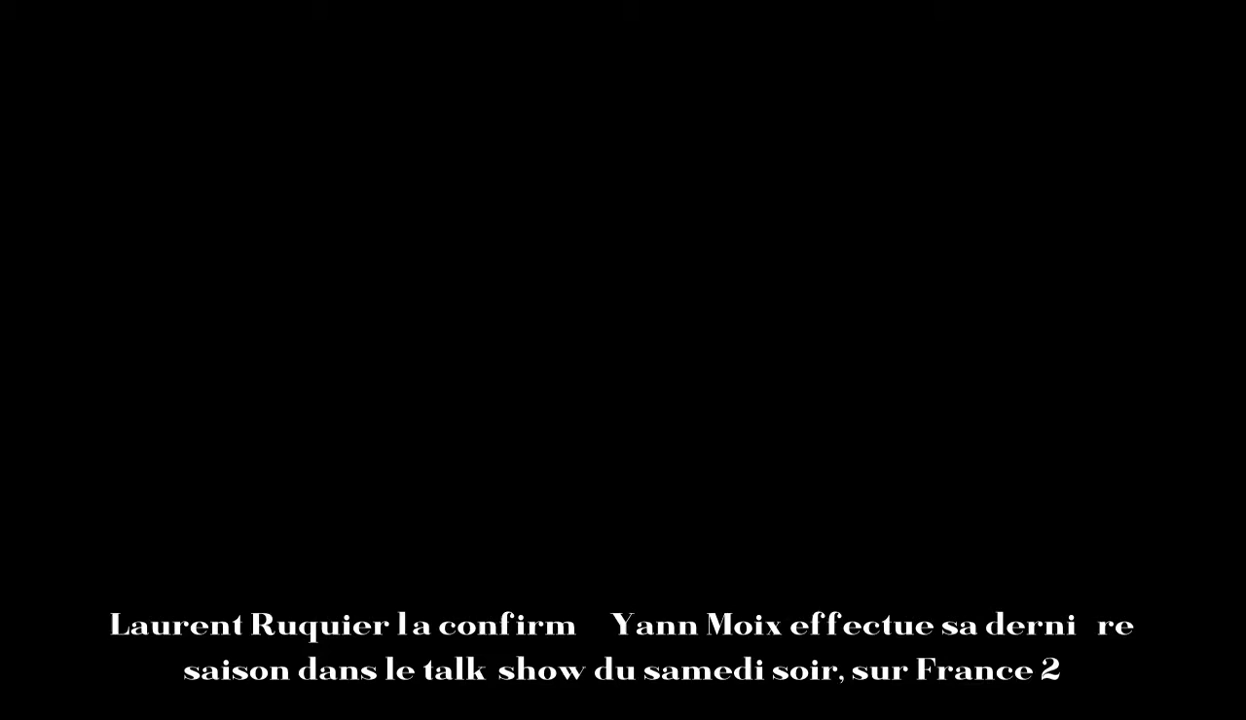 Laurent Ruquier l a confirm Yann Moix effectue sa derni re
saison dans le talk show du samedi soir, sur France 2